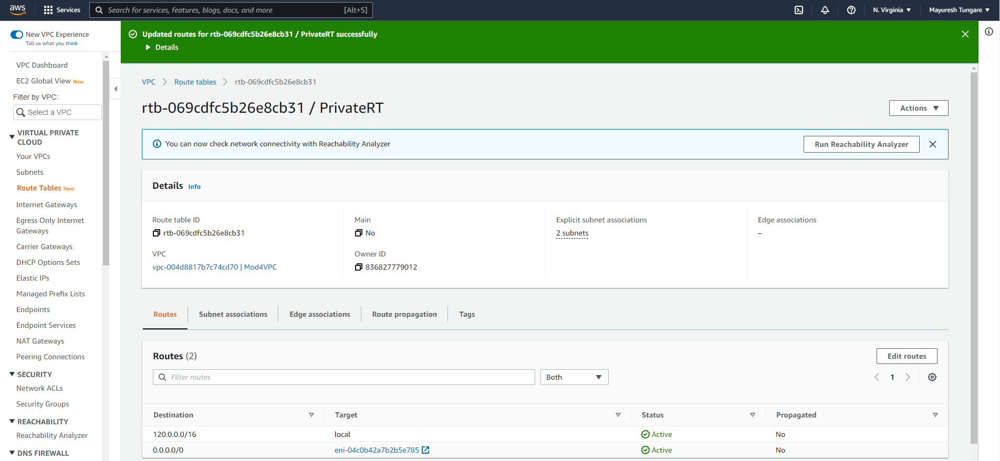 aws
Services
Search for services, features, blogs, docs, and more
[Alt+S]
N. Virginia
Mayuresh Tungare
New VPC Experience
Tell us what you think
VPC Dashboard
EC2 Global View New
Filter by VPC:
Select a VPC
VIRTUAL PRIVATE
CLOUD
Your VPCs
Subnets
Route Tables New
Internet Gateways
Egress Only Internet
Gateways
Carrier Gateways
DHCP Options Sets
Elastic IPs
Managed Prefix Lists
Endpoints
Endpoint Services
NAT Gateways
Peering Connections
SECURITY
Network ACLs
Security Groups
REACHABILITY
Reachability Analyzer
DNS FIREWALL
Updated routes for rtb-069cdfc5b26e8cb31 / PrivateRT successfully
Details
VPC
Route tables
rtb-069cdfc5b26e8cb31
rtb-069cdfc5b26e8cb31 / PrivateRT
Actions
You can now check network connectivity with Reachability Analyzer
Run Reachability Analyzer
Details Info
Route table ID
rtb-069cdfc5b26e8cb31
Main
No
Explicit subnet associations
2 subnets
Edge associations
–
VPC
vpc-004d8817b7c74cd70 | Mod4VPC
Owner ID
836827779012
Routes
Subnet associations
Edge associations
Route propagation
Tags
Routes (2)
Edit routes
Filter routes
Both
1
Destination
Target
Status
Propagated
120.0.0.0/16
local
Active
No
0.0.0.0/0
eni-04c0b42a7b2b5e785
Active
No